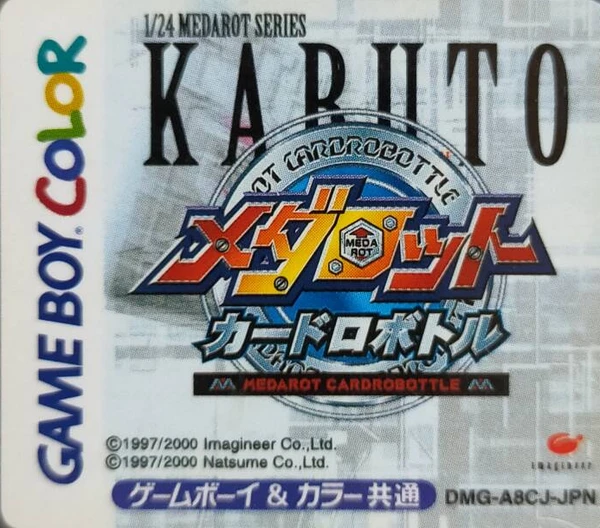 1/24 MEDAROT SERIES
KABUTO
GAME BOY COLOR
OT CARDROBOTTLE
メダロット
MEDA
ROT
カードロボトル
MEDAROT CARDROBOTTLE
©1997/2000 Imagineer Co.,Ltd.
©1997/2000 Natsume Co.,Ltd.
IMAGINEER
ゲームボーイ & カラー共通
DMG-A8CJ-JPN